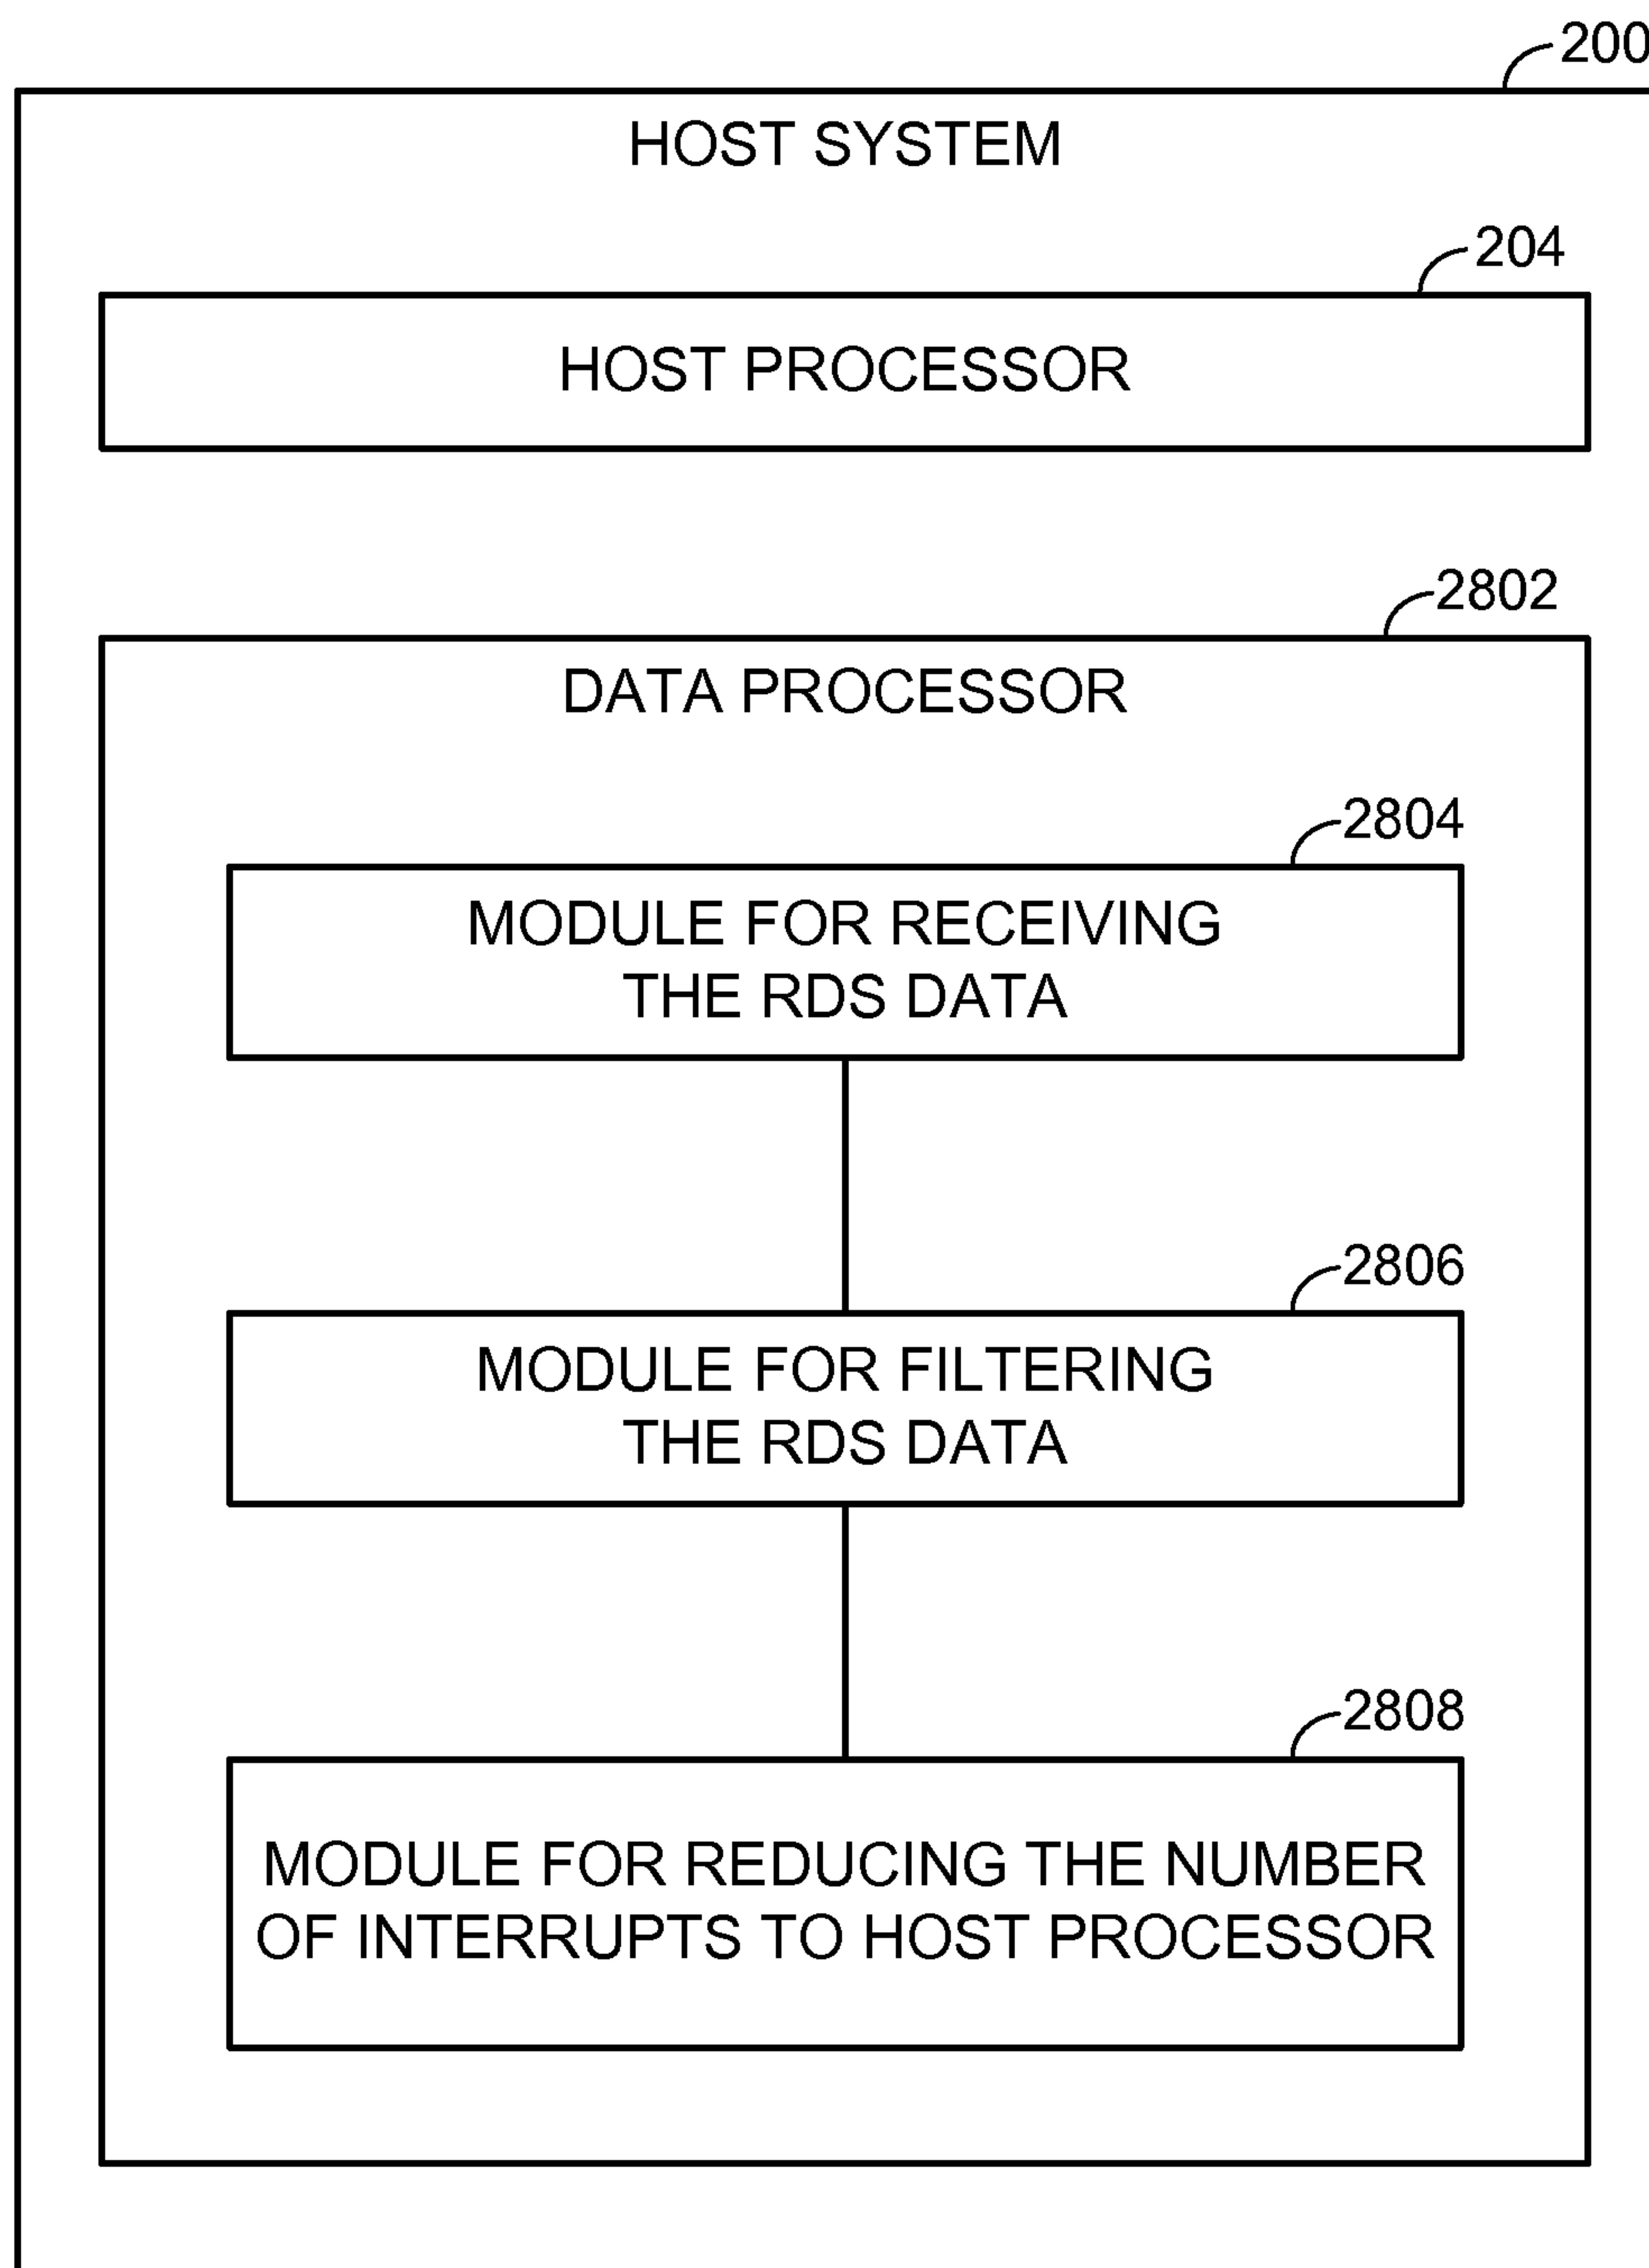 200
HOST SYSTEM
204
HOST PROCESSOR
2802
DATA PROCESSOR
2804
MODULE FOR RECEIVING
THE RDS DATA
2806
MODULE FOR FILTERING
THE RDS DATA
2808
MODULE FOR REDUCING THE NUMBER
OF INTERRUPTS TO HOST PROCESSOR